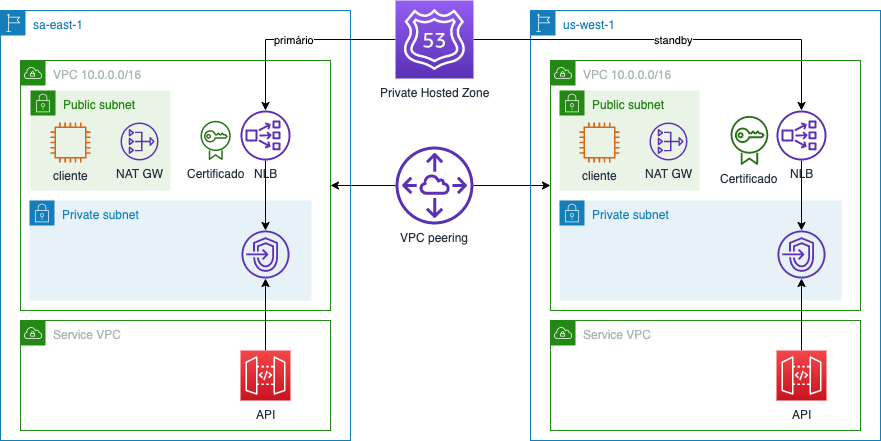 sa-east-1
primário
53
Private Hosted Zone
us-west-1
standby
VPC 10.0.0.0/16
Public subnet
cliente
NAT GW
Certificado
NLB
Private subnet
Service VPC
API
VPC peering
VPC 10.0.0.0/16
Public subnet
cliente
NAT GW
Certificado
NLB
Private subnet
Service VPC
API